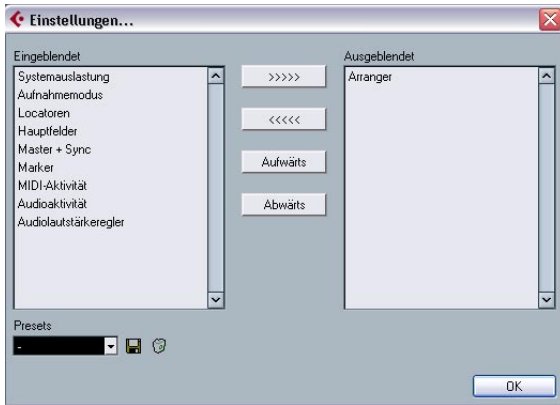 Einstellungen...
Eingeblendet
Systemauslastung
Aufnahmemodus
Locatoren
Hauptfelder
Master + Sync
Marker
MIDI-Aktivität
Audioaktivität
Audiolautstärkeregler
>>>>>
<<<<<
Aufwärts
Abwärts
Ausgeblendet
Arranger
Presets
-
OK